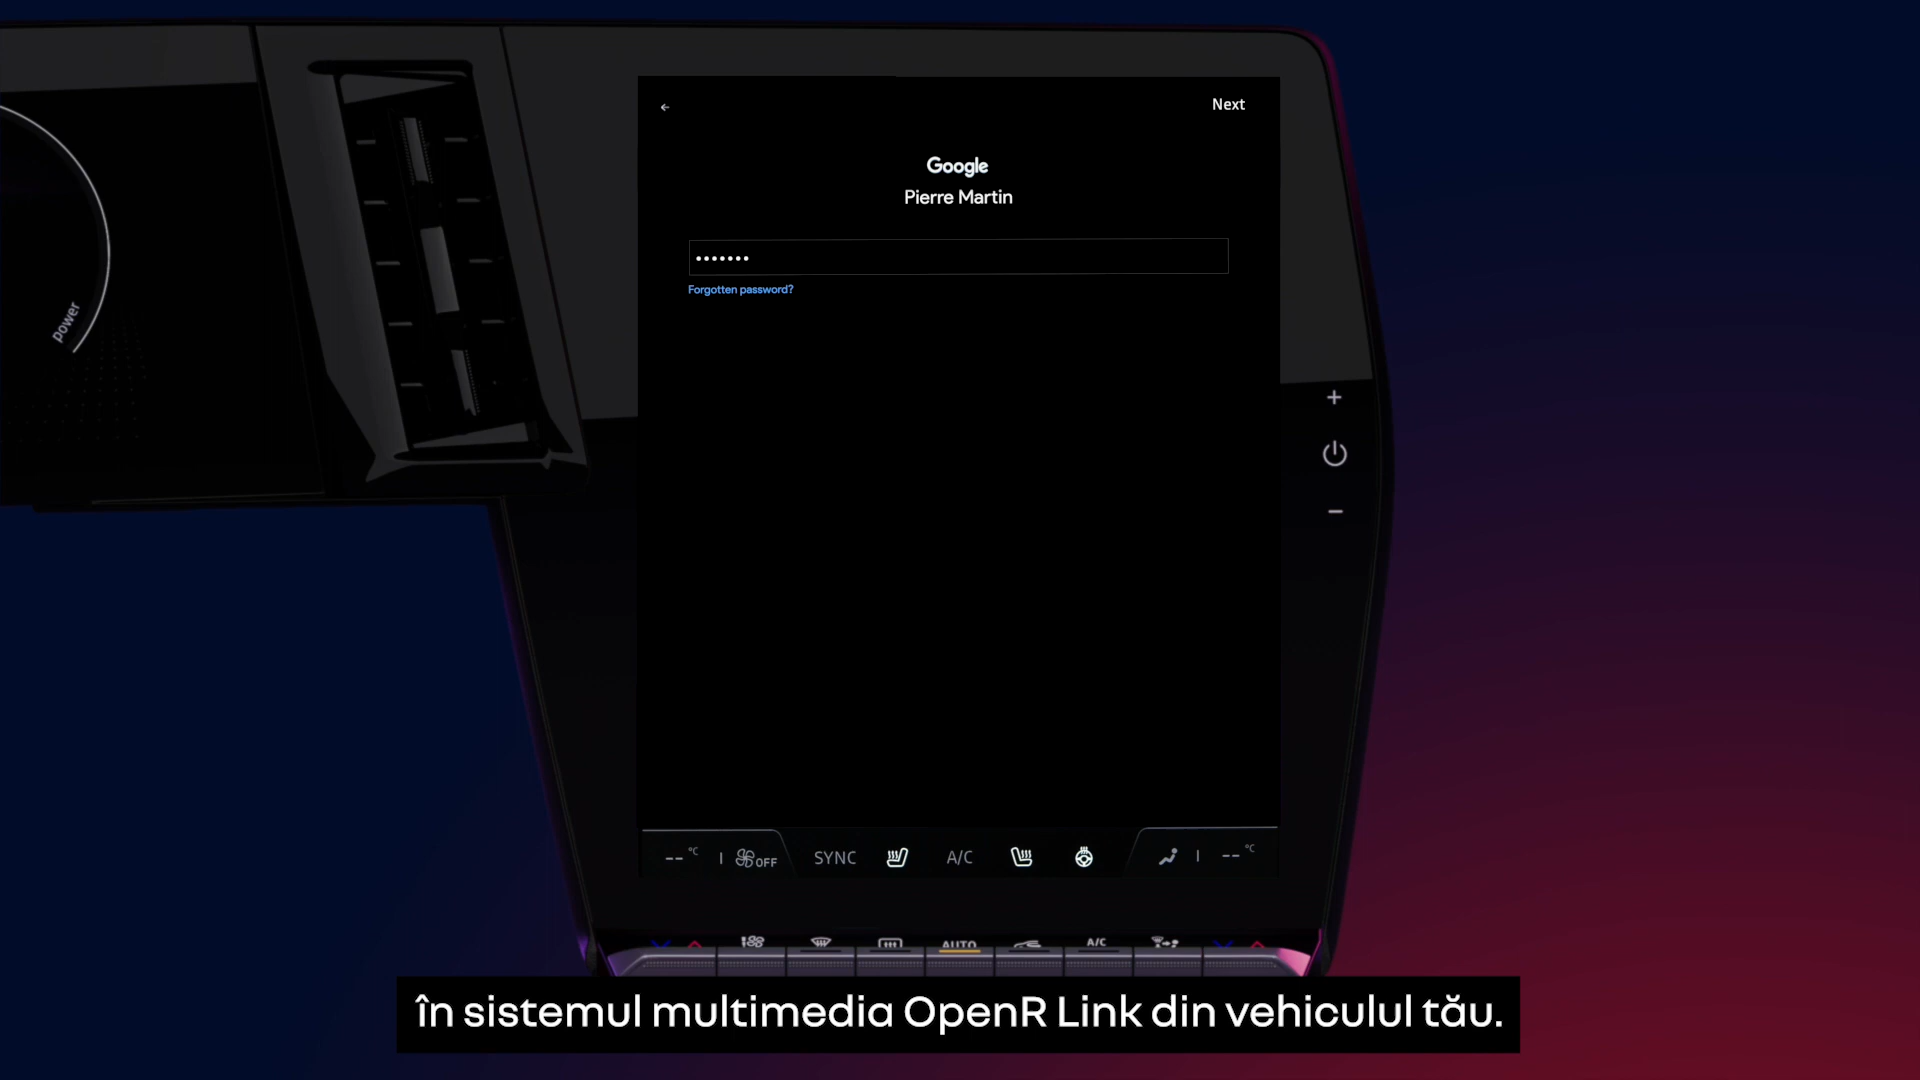 Next
Google
Pierre Martin
•••••••
Forgotten password?
power
-- °C
OFF
SYNC
A/C
-- °C
AUTO
A/C
în sistemul multimedia OpenR Link din vehiculul tău.